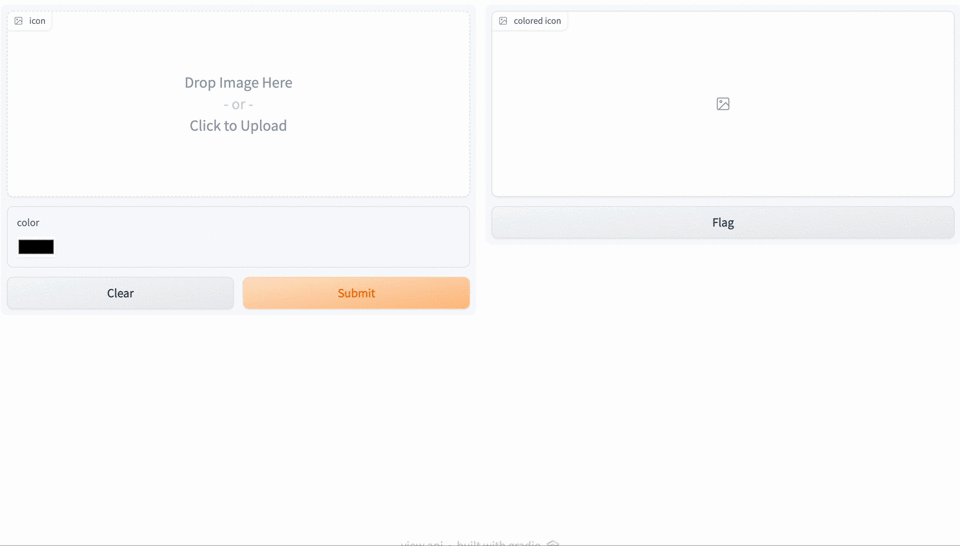 icon
Drop Image Here
- or -
Click to Upload
color
Clear
Submit
colored icon
Flag
view api • built with gradio